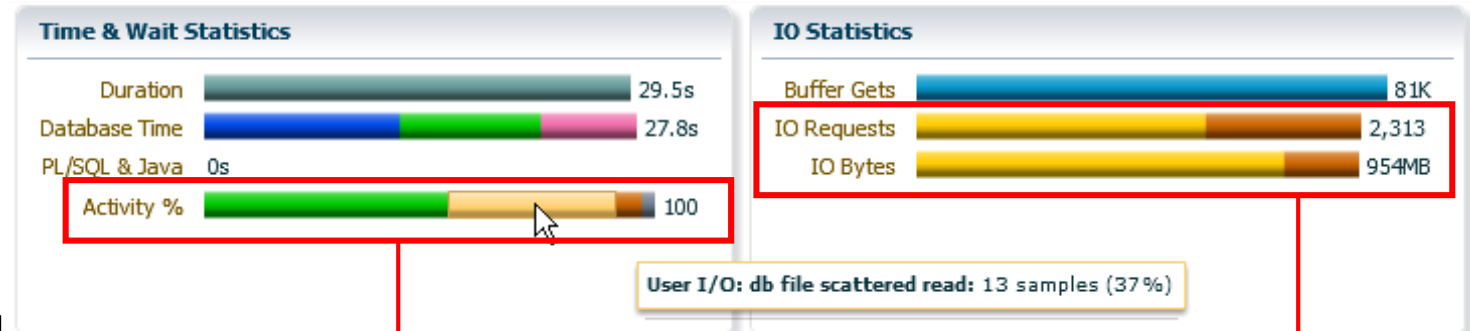 Time & Wait Statistics
Duration 29.5s
Database Time 27.8s
PL/SQL & Java 0s
Activity % 100
IO Statistics
Buffer Gets 81K
IO Requests 2,313
IO Bytes 954MB
User I/O: db file scattered read: 13 samples (37%)